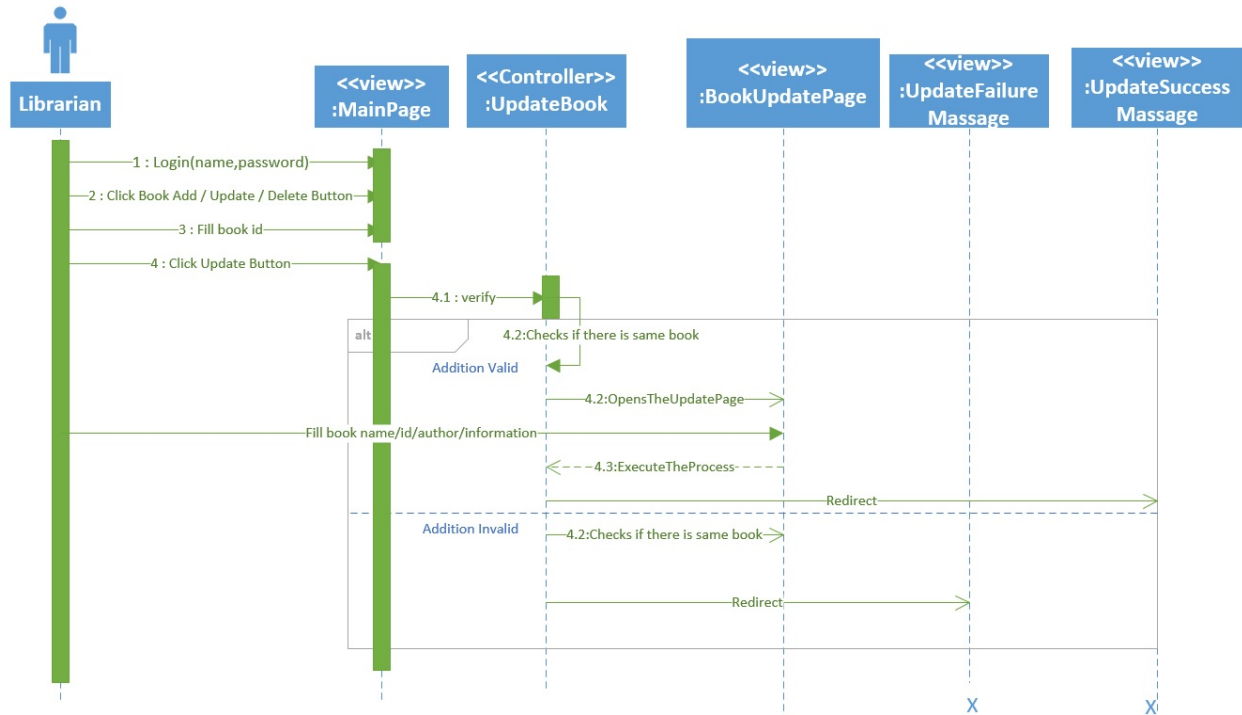 Librarian
<<view>>
:MainPage
<<Controller>>
:UpdateBook
<<view>>
:BookUpdatePage
<<view>>
:UpdateFailure
Massage
<<view>>
:UpdateSuccess
Massage
1 : Login(name,password)
2 : Click Book Add / Update / Delete Button
3 : Fill book id
4 : Click Update Button
4.1 : verify
alt
4.2:Checks if there is same book
Addition Valid
4.2:OpensTheUpdatePage
Fill book name/id/author/information
4.3:ExecuteTheProcess
Redirect
Addition Invalid
4.2:Checks if there is same book
Redirect
X
X